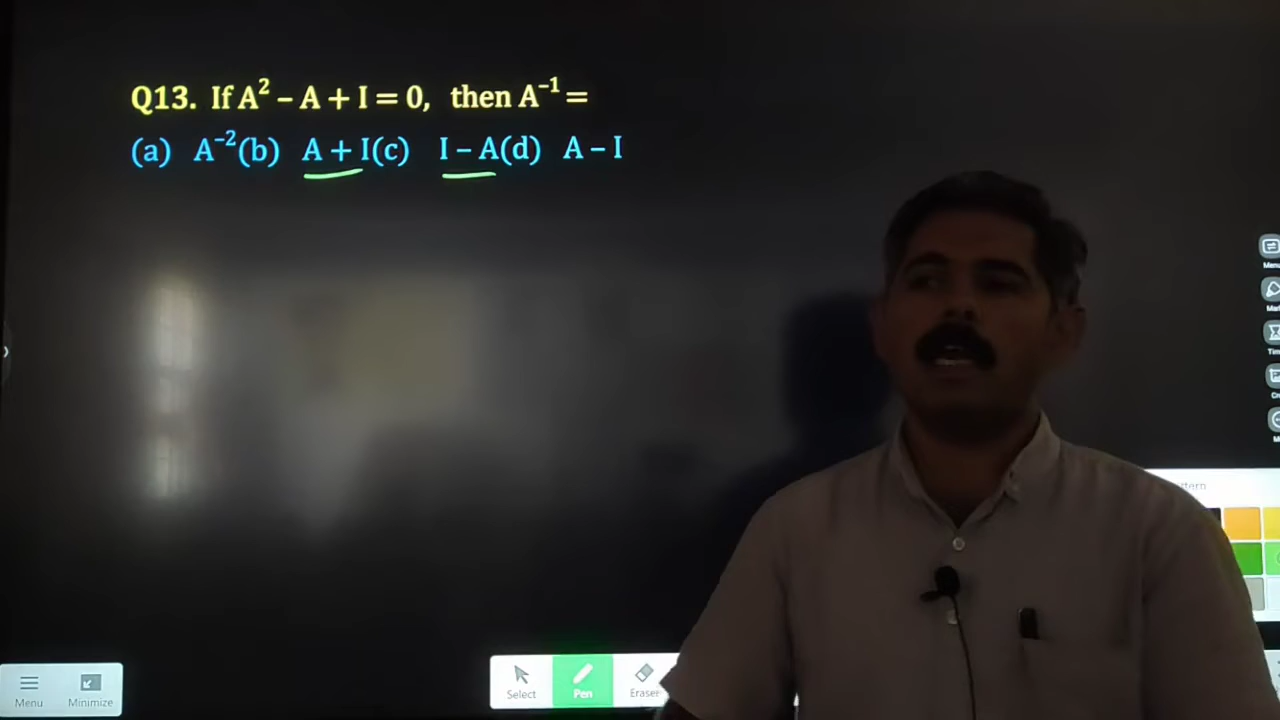 Q13. If A² – A + I = 0, then A⁻¹ =
(a) A⁻²(b) A + I(c) I – A(d) A – I
Menu
Minimize
Select
Pen
Eraser